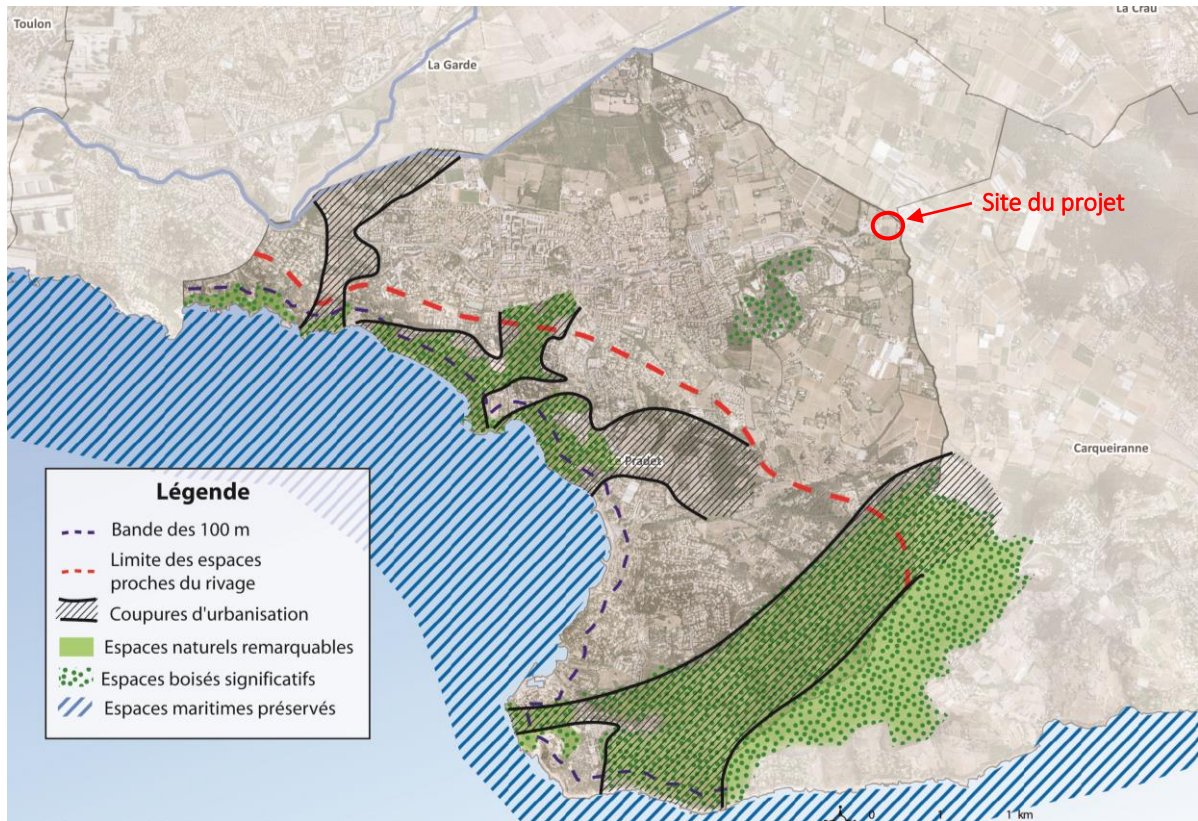 Toulon
La Crau
La Garde
Site du projet
Carqueiranne
Pradet
Légende
Bande des 100 m
Limite des espaces
proches du rivage
Coupures d'urbanisation
Espaces naturels remarquables
Espaces boisés significatifs
Espaces maritimes préservés
0 1 1 km